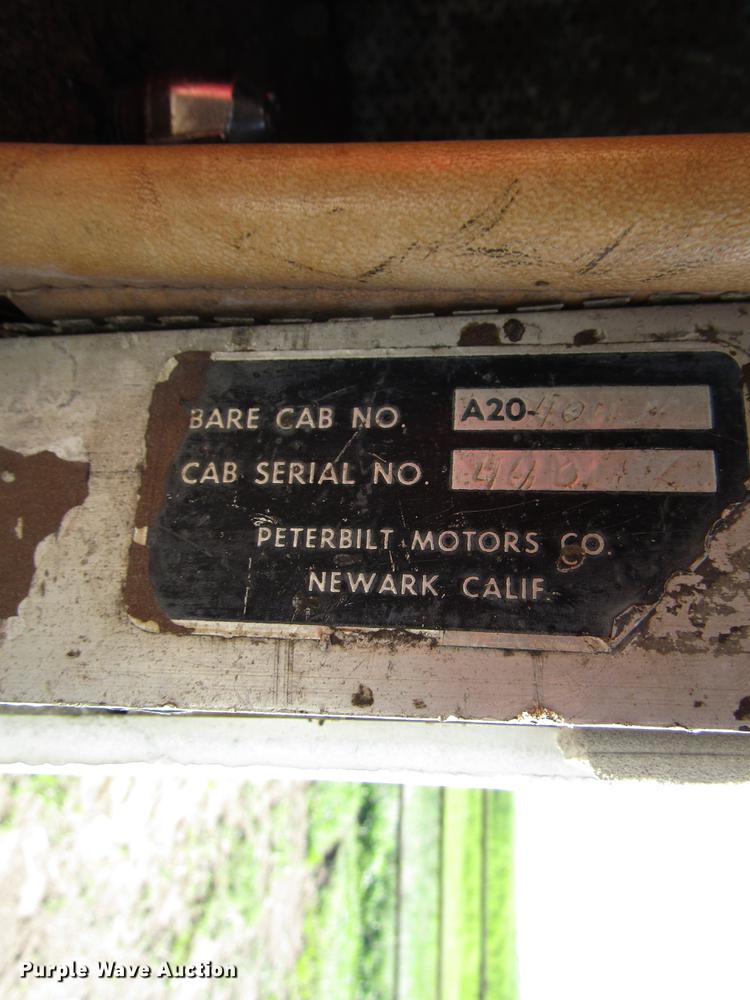 BARE CAB NO. A20-
CAB SERIAL NO.
PETERBILT MOTORS CO.
NEWARK, CALIF.
Purple Wave Auction